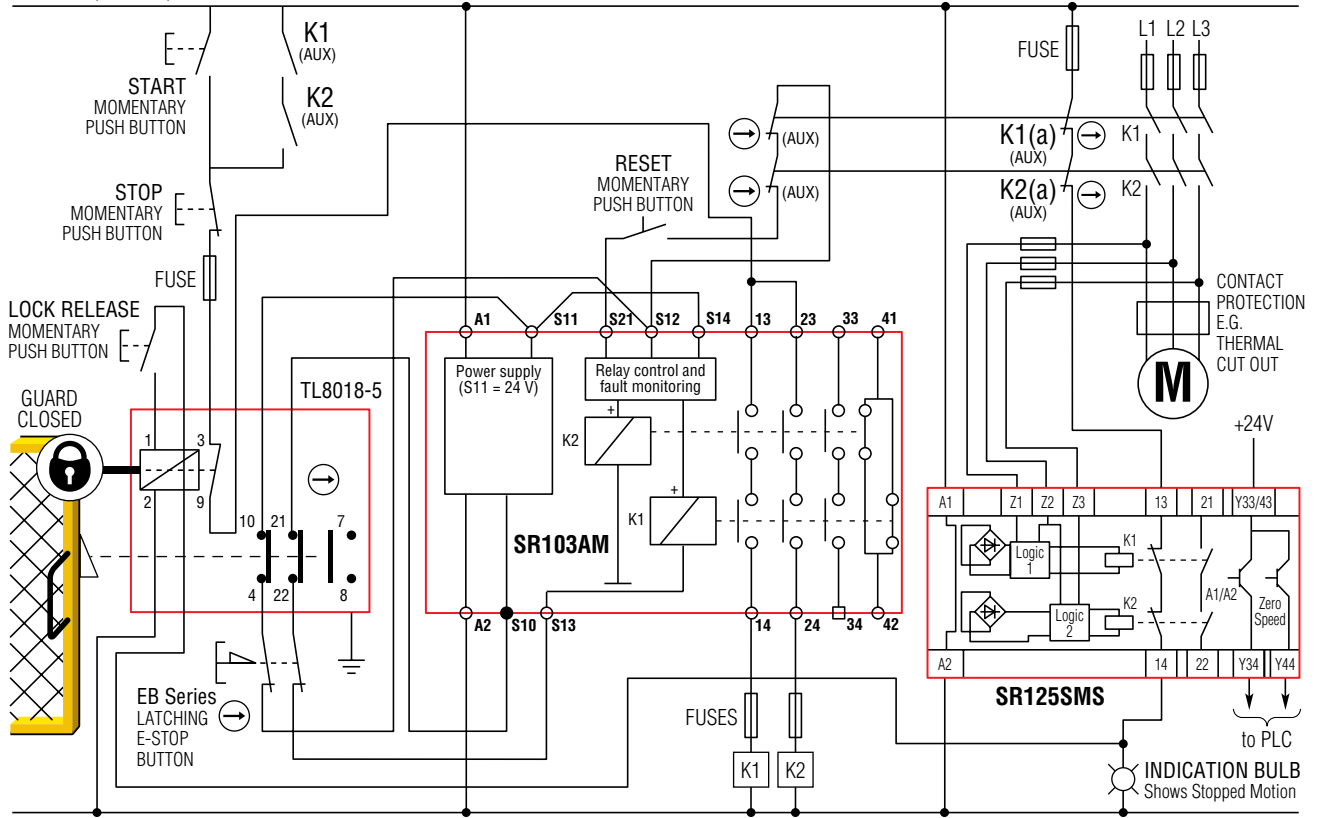 K1
(AUX)
START
MOMENTARY
PUSH BUTTON
K2
(AUX)
STOP
MOMENTARY
PUSH BUTTON
FUSE
LOCK RELEASE
MOMENTARY
PUSH BUTTON
GUARD
CLOSED
TL8018-5
1
3
2
9
10
21
7
4
22
8
EB Series
LATCHING
E-STOP
BUTTON
RESET
MOMENTARY
PUSH BUTTON
(AUX)
(AUX)
A1
S11
S21
S12
S14
13
23
33
41
Power supply
(S11 = 24 V)
Relay control and
fault monitoring
+
K2
+
K1
SR103AM
A2
S10
S13
14
24
34
42
FUSES
K1
K2
FUSE
L1 L2 L3
K1(a)
(AUX)
K1
K2(a)
(AUX)
K2
CONTACT
PROTECTION
E.G.
THERMAL
CUT OUT
M
+24V
A1
Z1
Z2
Z3
13
21
Y33/43
Logic
1
K1
Logic
2
K2
A1/A2
Zero
Speed
A2
14
22
Y34
Y44
SR125SMS
to PLC
INDICATION BULB
Shows Stopped Motion